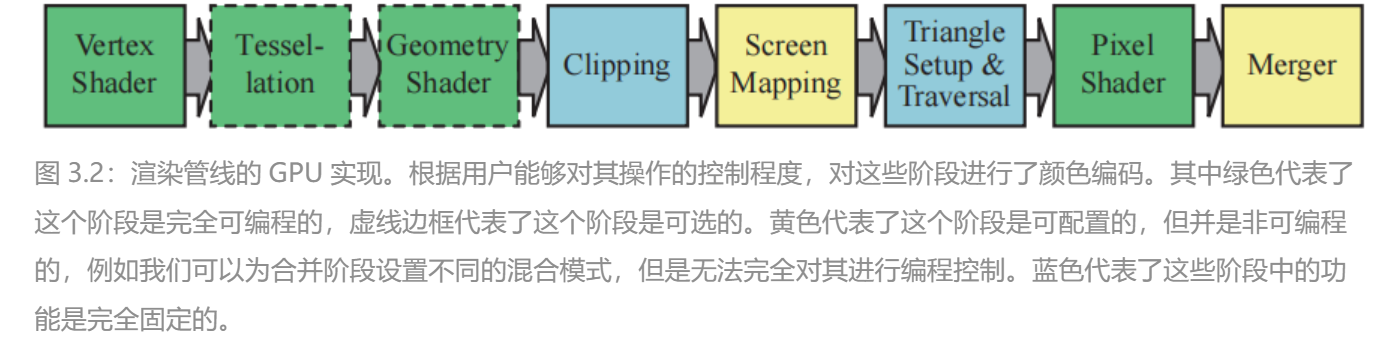 Vertex Shader
Tessel-lation
Geometry Shader
Clipping
Screen Mapping
Triangle Setup & Traversal
Pixel Shader
Merger
图 3.2：渲染管线的 GPU 实现。根据用户能够对其操作的控制程度，对这些阶段进行了颜色编码。其中绿色代表了
这个阶段是完全可编程的，虚线边框代表了这个阶段是可选的。黄色代表了这个阶段是可配置的，但并是非可编程
的，例如我们可以为合并阶段设置不同的混合模式，但是无法完全对其进行编程控制。蓝色代表了这些阶段中的功
能是完全固定的。